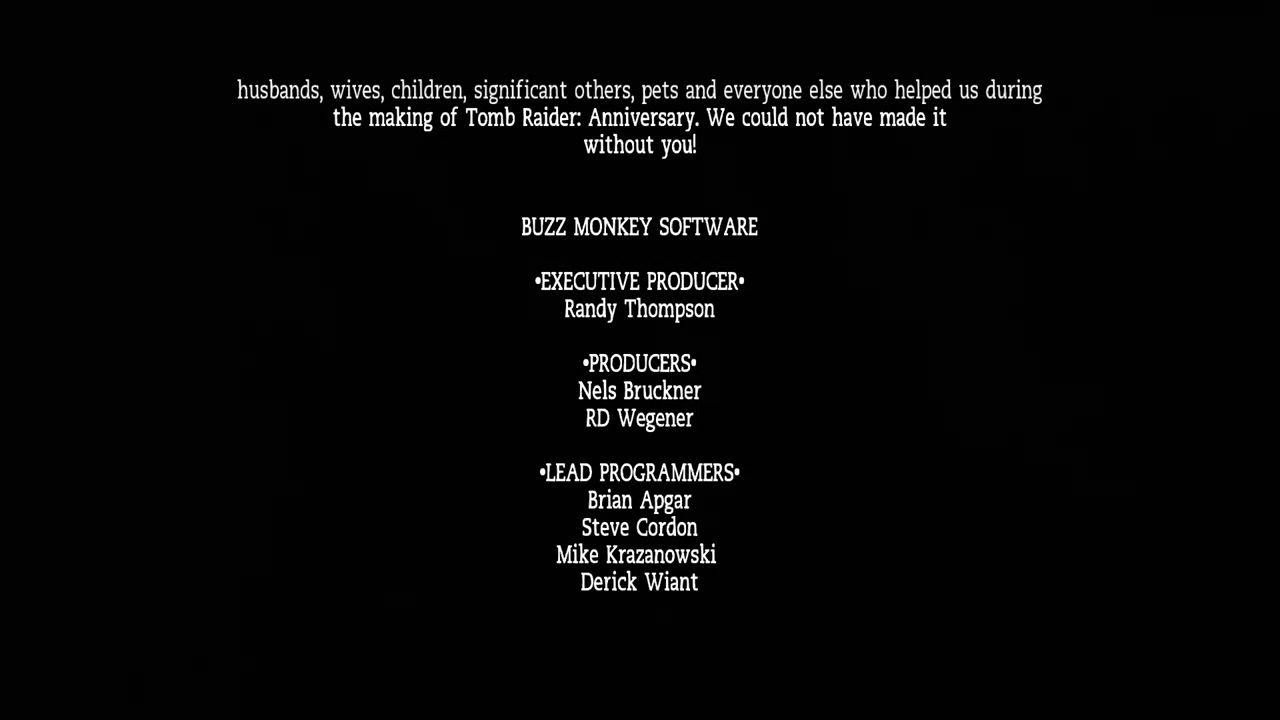 husbands, wives, children, significant others, pets and everyone else who helped us during
the making of Tomb Raider: Anniversary. We could not have made it
without you!
BUZZ MONKEY SOFTWARE
•EXECUTIVE PRODUCER•
Randy Thompson
•PRODUCERS•
Nels Bruckner
RD Wegener
•LEAD PROGRAMMERS•
Brian Apgar
Steve Cordon
Mike Krazanowski
Derick Wiant